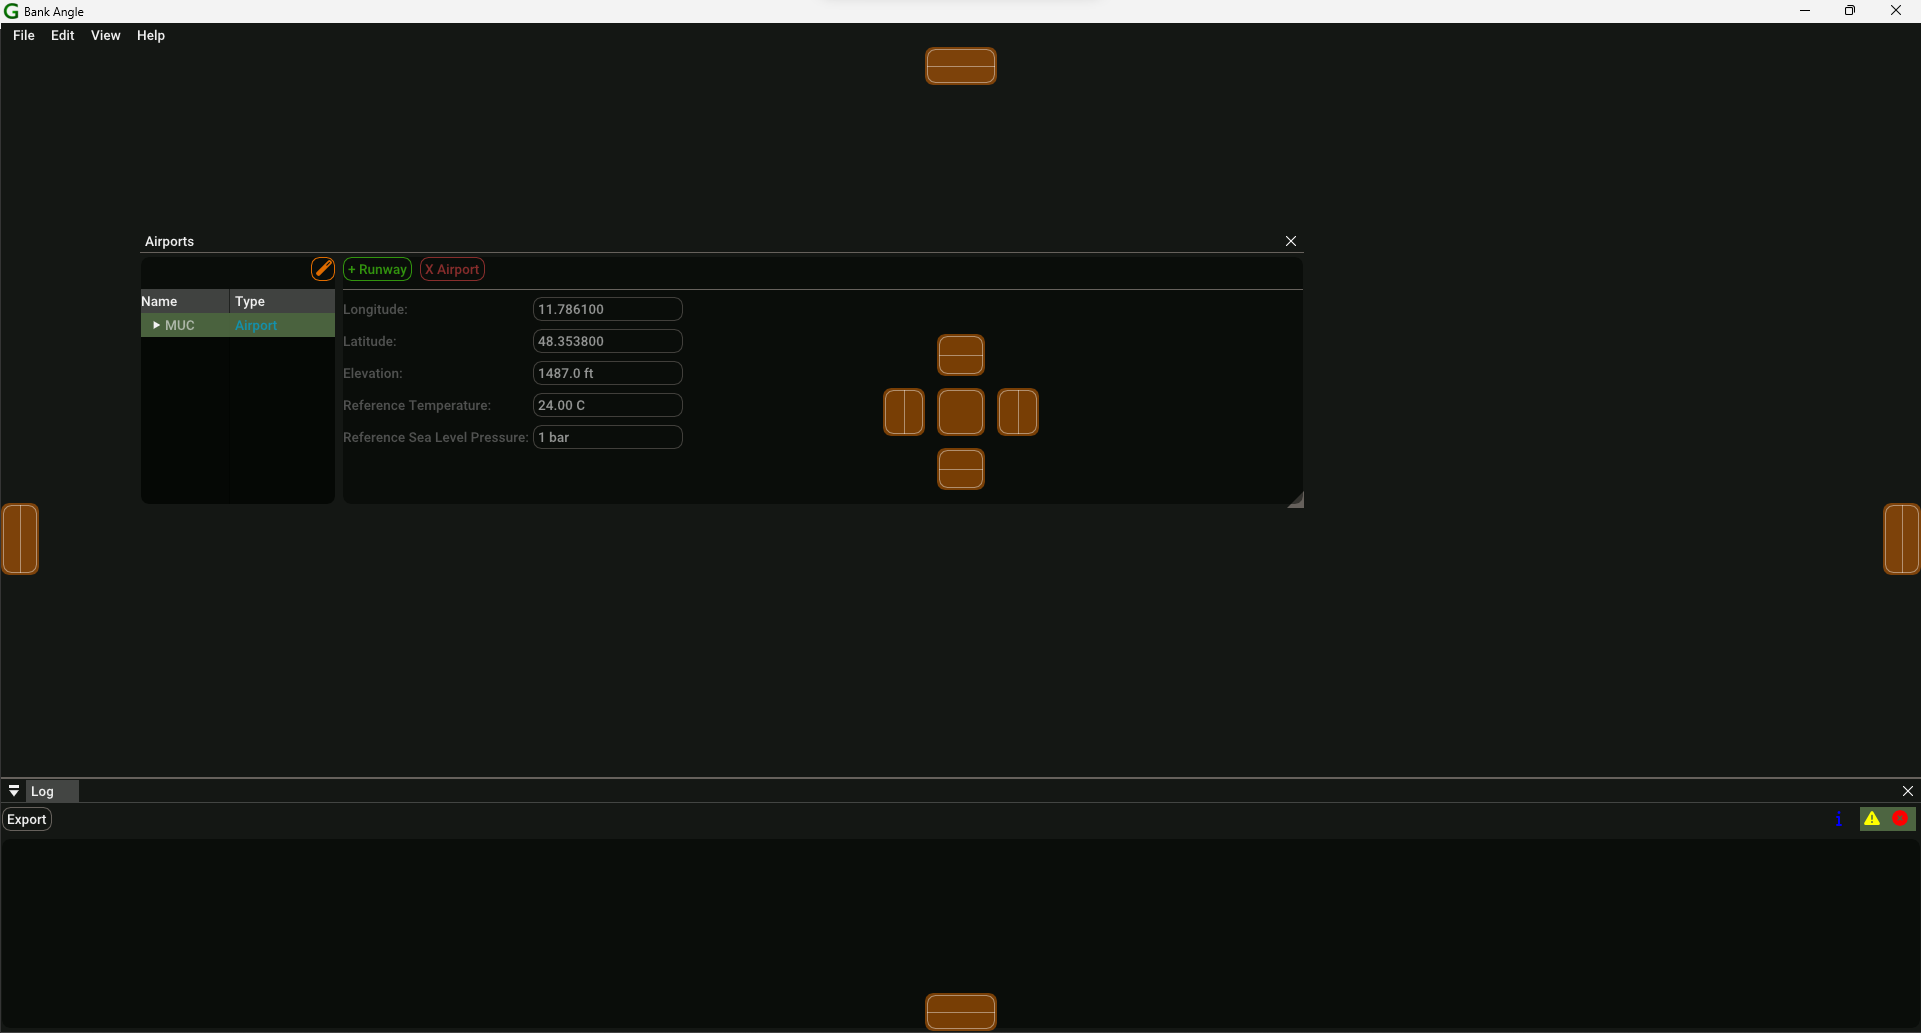 Bank Angle
File Edit View Help
Airports
+ Runway X Airport
Name Type
MUC Airport
Longitude: 11.786100
Latitude: 48.353800
Elevation: 1487.0 ft
Reference Temperature: 24.00 C
Reference Sea Level Pressure: 1 bar
Log
Export